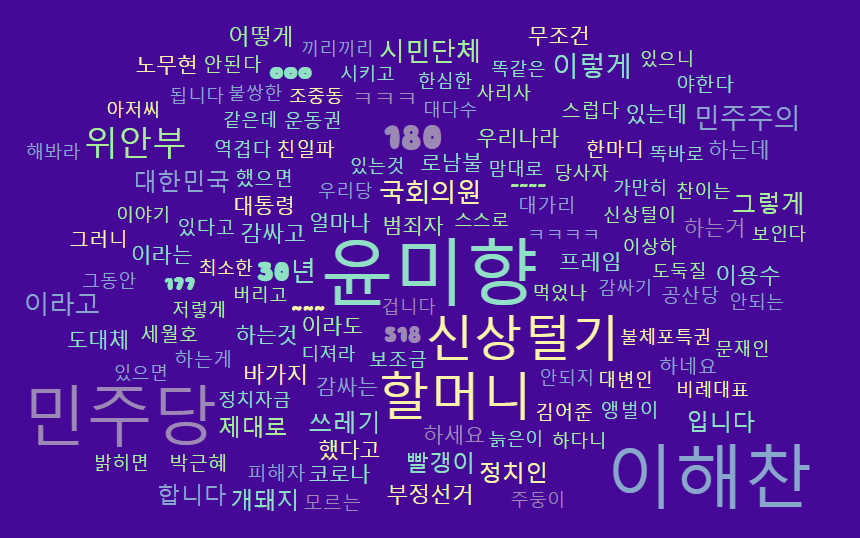 어떻게 끼리끼리 시민단체 무조건
노무현 안된다 ... 시키고 한심한 똑같은 이렇게 있으니
됩니다 불쌍한 조중동 ㅋㅋㅋ 대다수 사리사 야한다
아저씨 같은데 운동권 180 우리나라 스럽다 있는데 민주주의
해봐라 위안부 역겹다 친일파 한마디 똑바로 하는데
있는것 로남불 맘대로 당사자
대한민국 했으면 우리당 국회의원 ~~~~ 가만히 찬이는 그렇게
이야기 대통령 대가리 신상털이
있다고 감싸고 얼마나 범죄자 스스로 ㅋㅋㅋㅋ 하는거 보인다
그러니 이라는 이상하
그동안 ??? 최소한 30년 윤미향 프레임 도둑질 이용수
이라고 저렇게 버리고 ~~~ 겁니다 먹었나 감싸기 공산당 안되는
도대체 세월호 하는것 이라도 518 신상털기 불체포특권 문재인
하는게 디져라 보조금
있으면 바가지 감싸는 할머니 안되지 대변인 하네요 비례대표
민주당 정치자금 김어준 앵벌이
제대로 쓰레기 하세요 늙은이 하다니 입니다
밝히면 박근혜 했다고 빨갱이 정치인 이해찬
피해자 코로나
합니다 개돼지 모르는 부정선거 주둥이